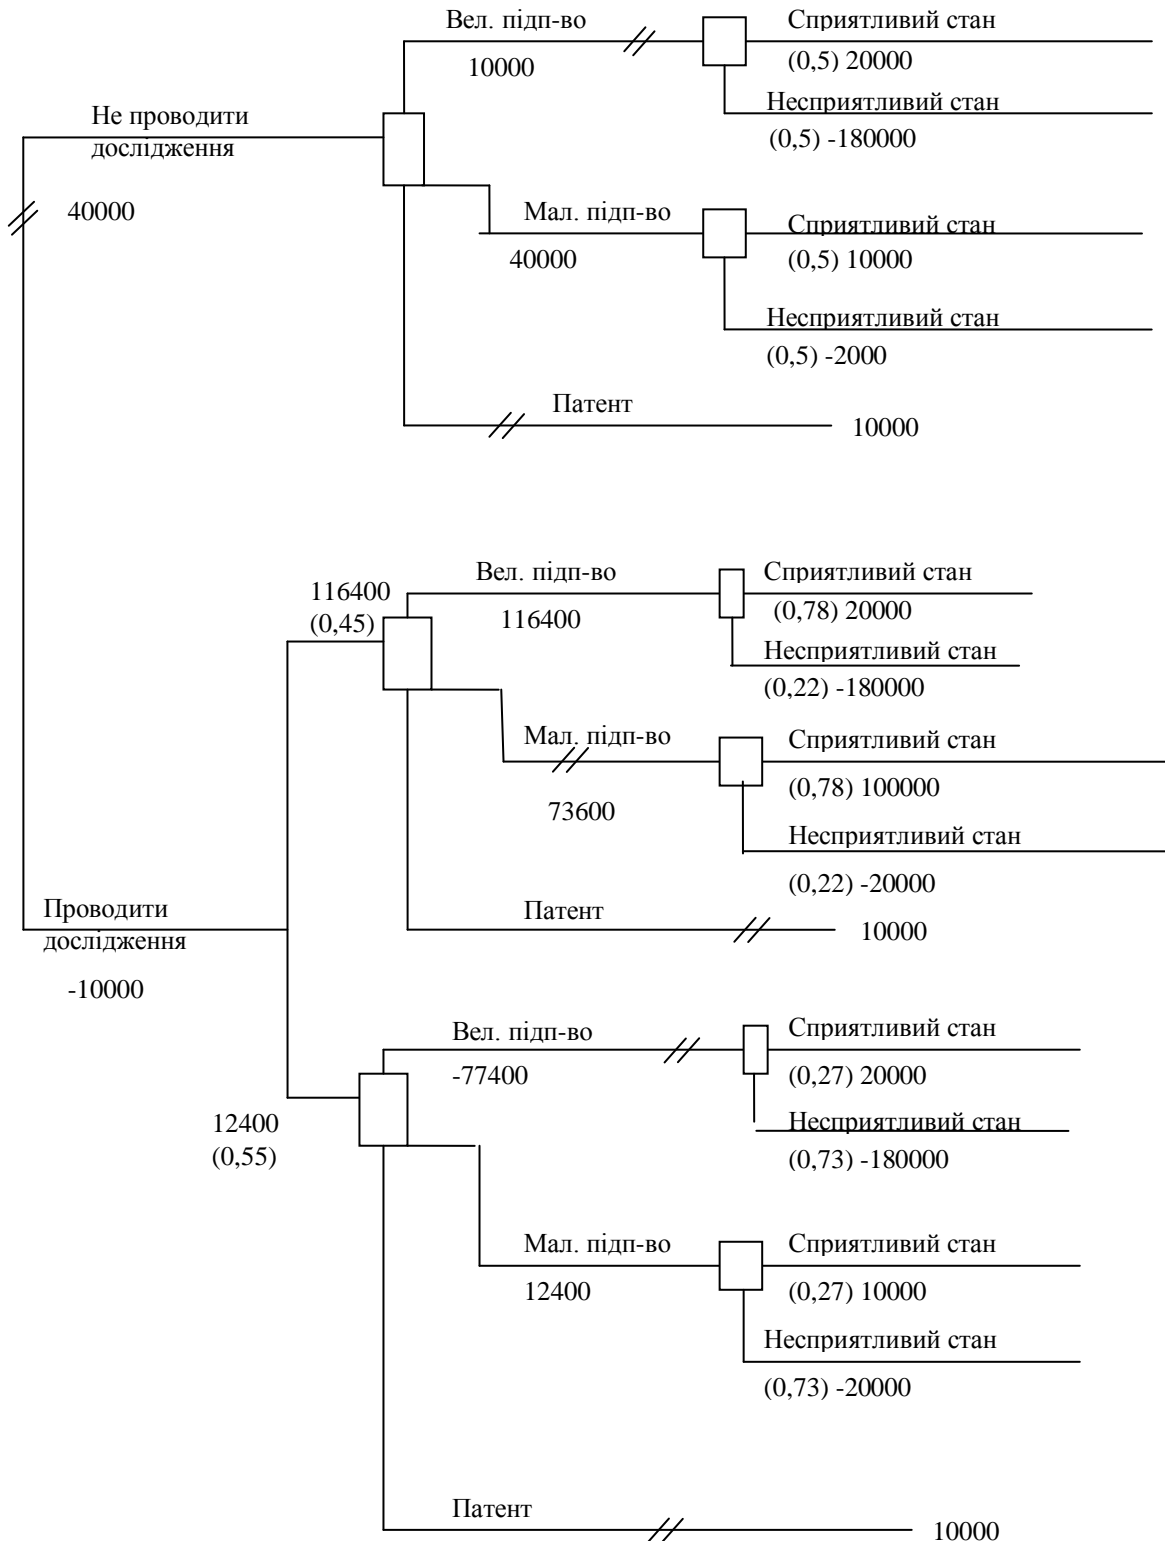 Вел. підп-во
10000
Сприятливий стан
(0,5) 20000
Несприятливий стан
(0,5) -180000
Не проводити
дослідження
40000
Мал. підп-во
40000
Сприятливий стан
(0,5) 10000
Несприятливий стан
(0,5) -2000
Патент
10000
116400
(0,45)
Вел. підп-во
116400
Сприятливий стан
(0,78) 20000
Несприятливий стан
(0,22) -180000
Мал. підп-во
73600
Сприятливий стан
(0,78) 100000
Несприятливий стан
(0,22) -20000
Патент
10000
Проводити
дослідження
-10000
12400
(0,55)
Вел. підп-во
-77400
Сприятливий стан
(0,27) 20000
Несприятливий стан
(0,73) -180000
Мал. підп-во
12400
Сприятливий стан
(0,27) 10000
Несприятливий стан
(0,73) -20000
Патент
10000